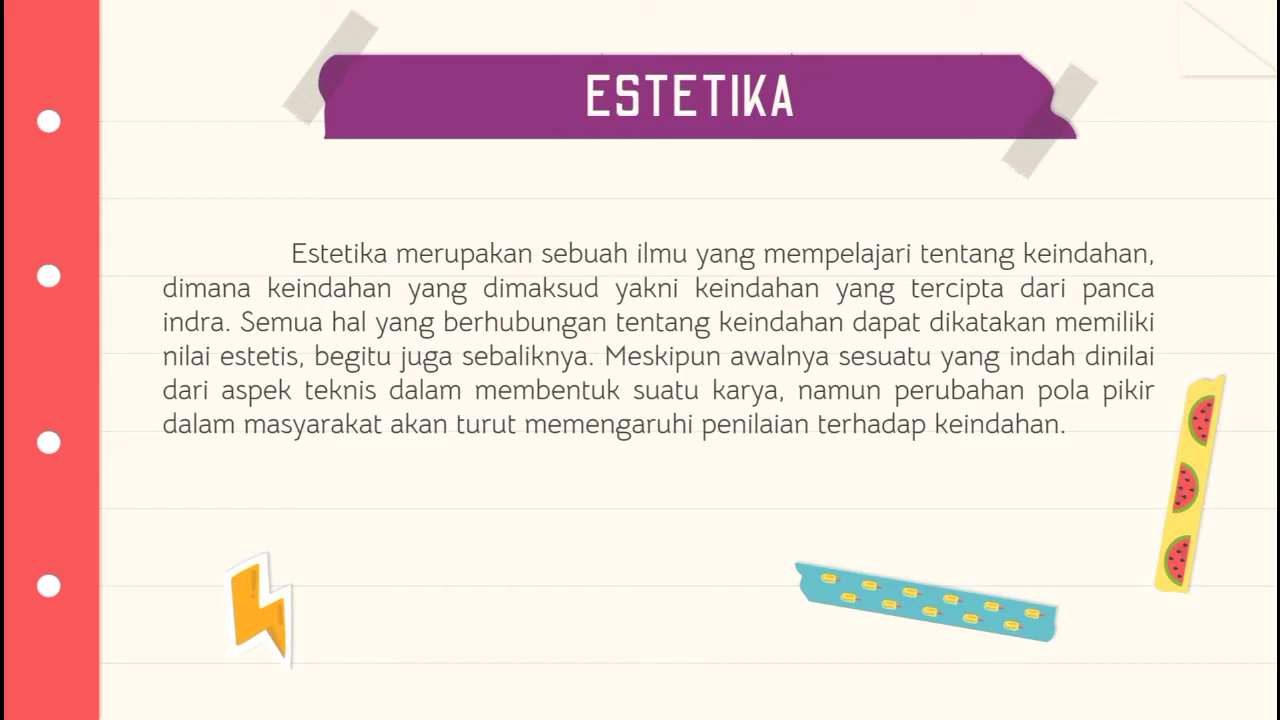 ESTETIKA
Estetika merupakan sebuah ilmu yang mempelajari tentang keindahan,
dimana keindahan yang dimaksud yakni keindahan yang tercipta dari panca
indra. Semua hal yang berhubungan tentang keindahan dapat dikatakan memiliki
nilai estetis, begitu juga sebaliknya. Meskipun awalnya sesuatu yang indah dinilai
dari aspek teknis dalam membentuk suatu karya, namun perubahan pola pikir
dalam masyarakat akan turut memengaruhi penilaian terhadap keindahan.